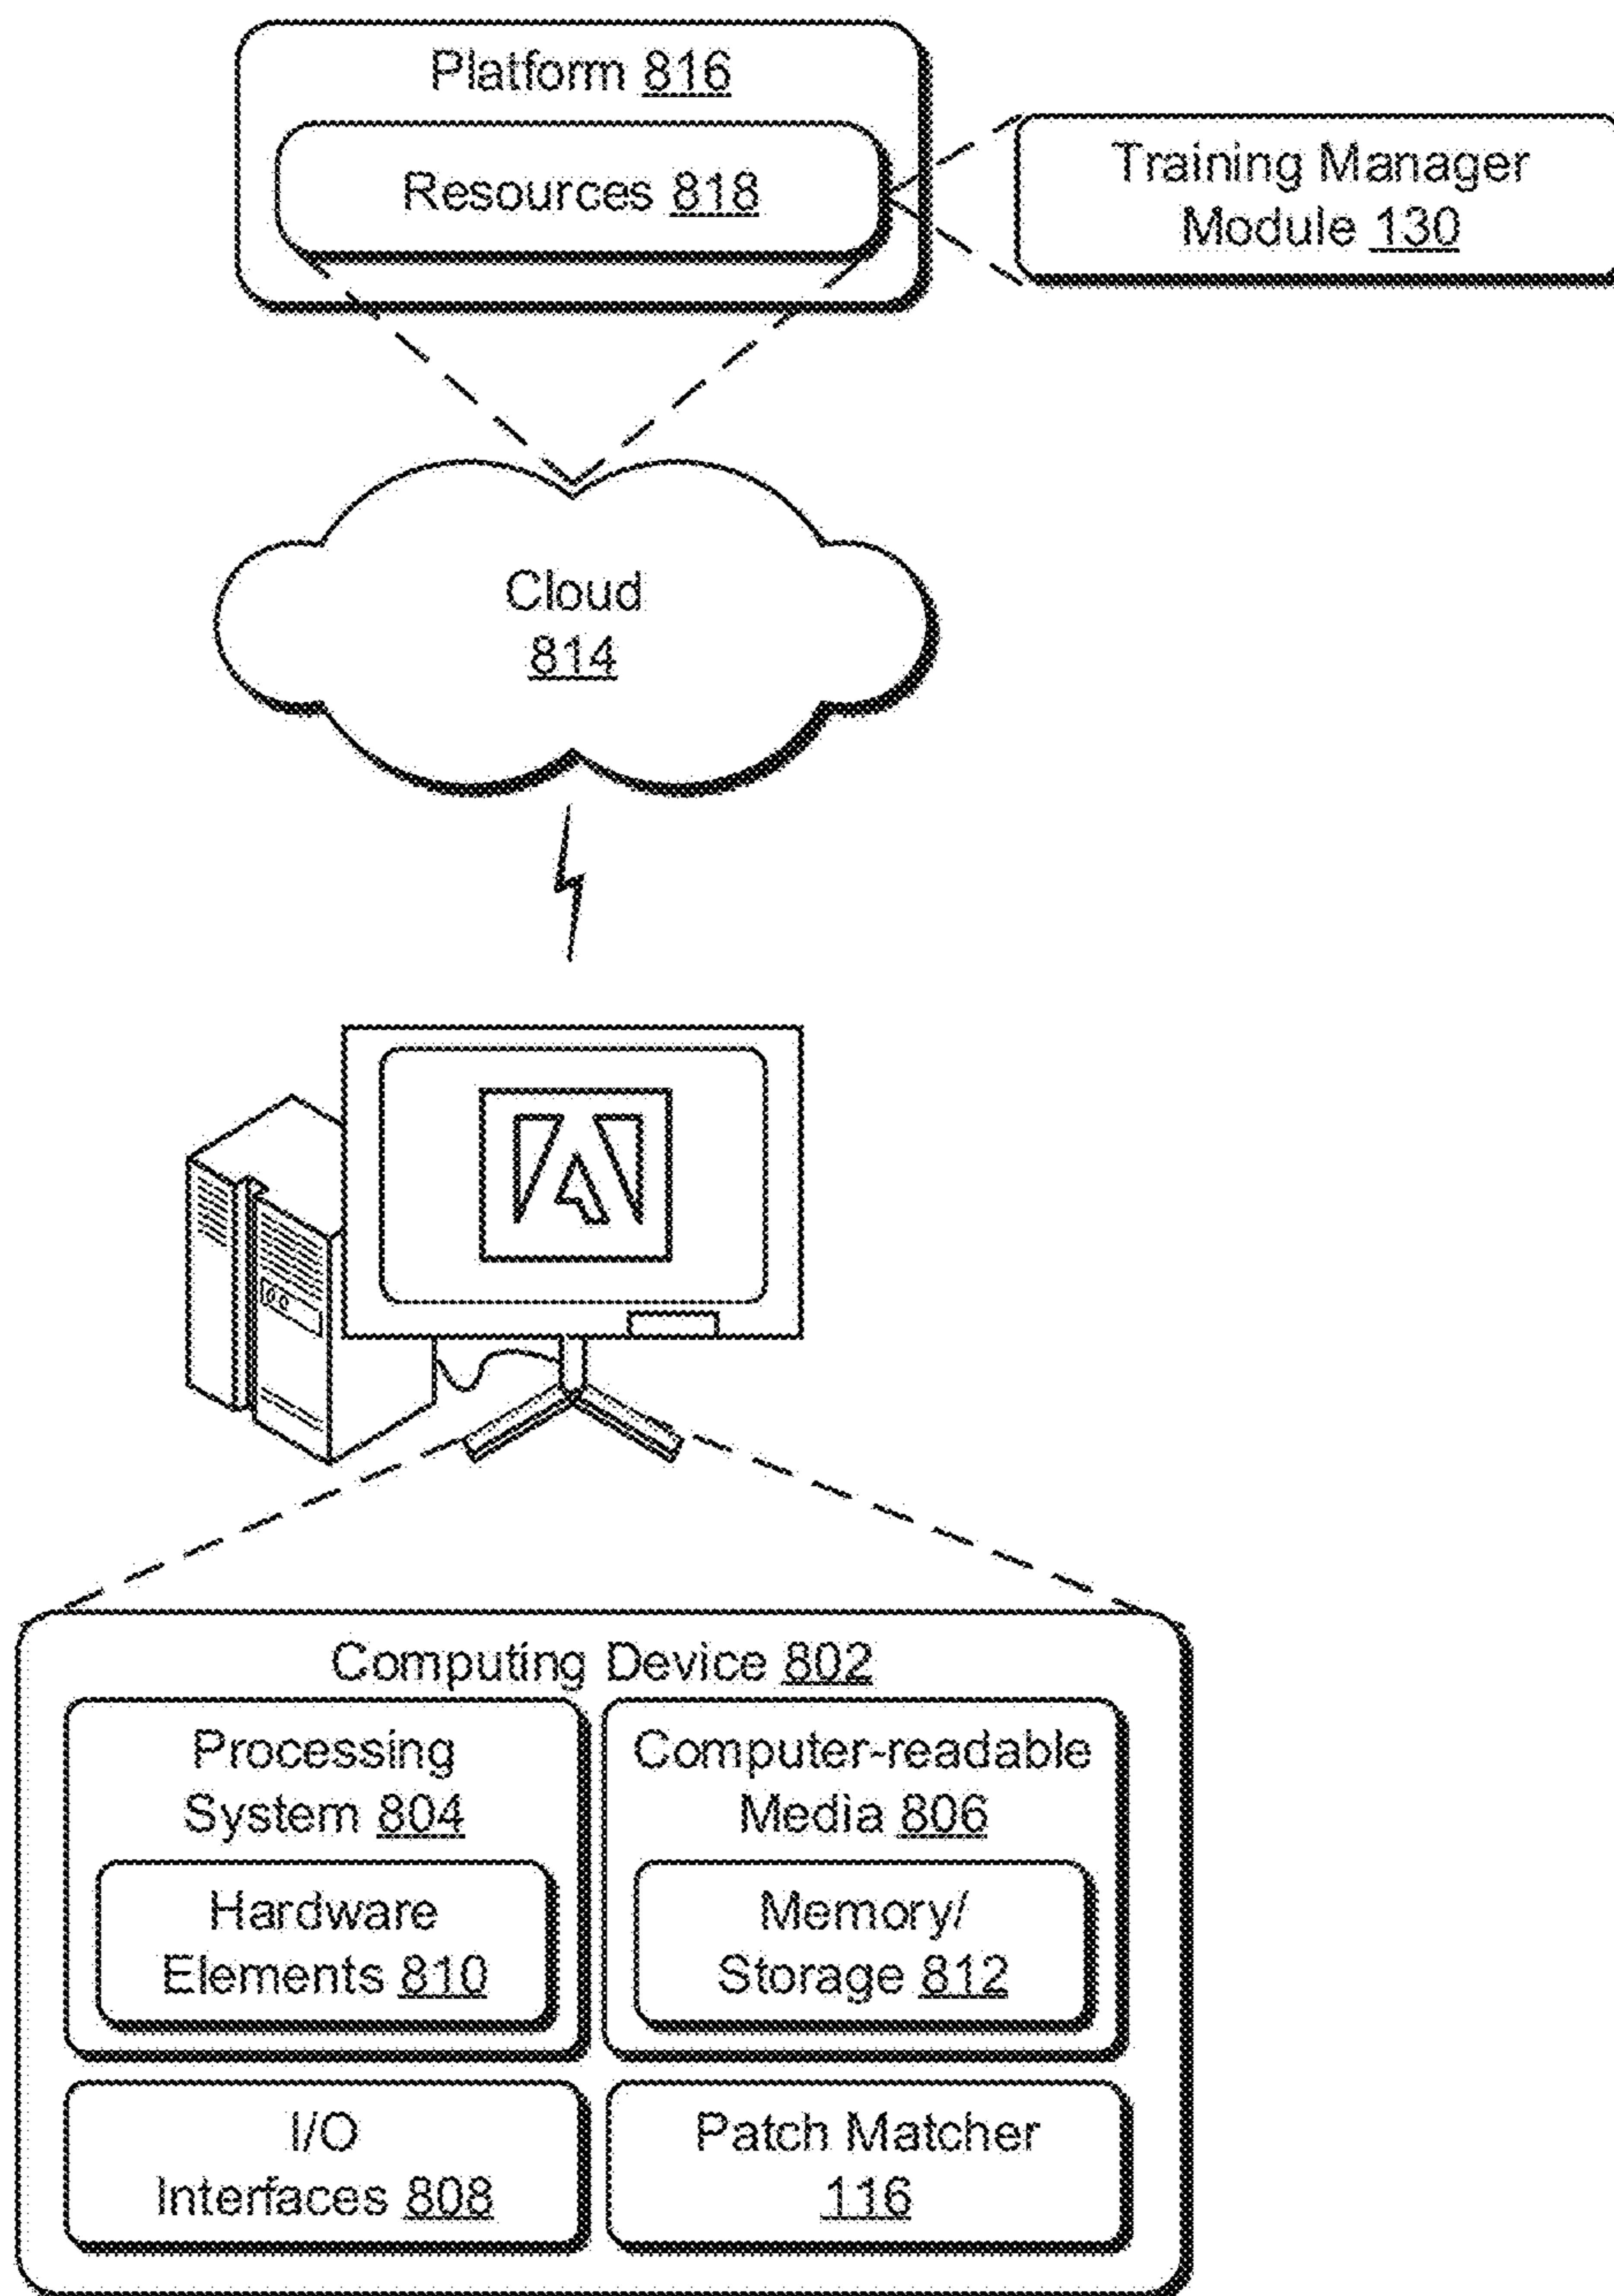 Platform 816
Resources 818
Training Manager
Module 130
Cloud
814
Computing Device 802
Processing
System 804
Hardware
Elements 810
Computer-readable
Media 806
Memory/
Storage 812
I/O
Interfaces 808
Patch Matcher
116